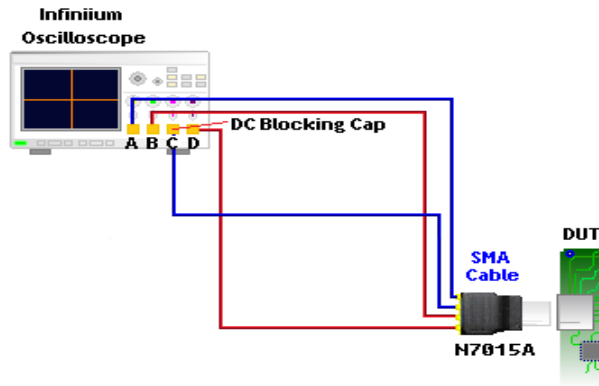 Infiniium
Oscilloscope
DC Blocking Cap
A B C D
DUT
SMA
Cable
N7015A